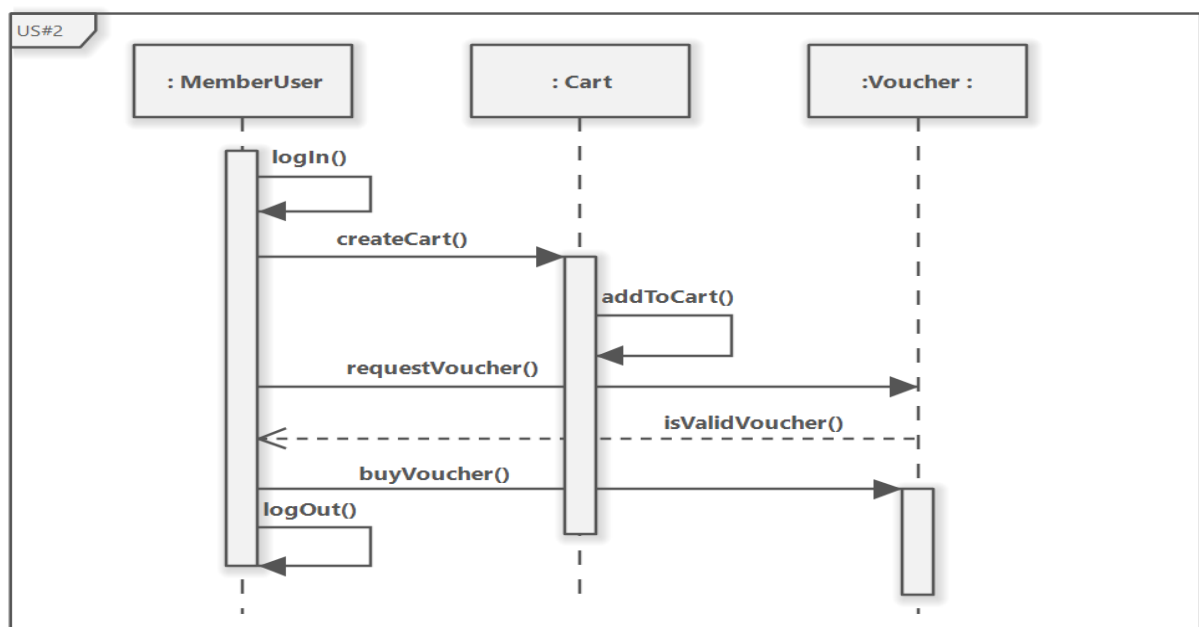 US#2
: MemberUser
: Cart
:Voucher :
logIn()
createCart()
addToCart()
requestVoucher()
isValidVoucher()
buyVoucher()
logOut()